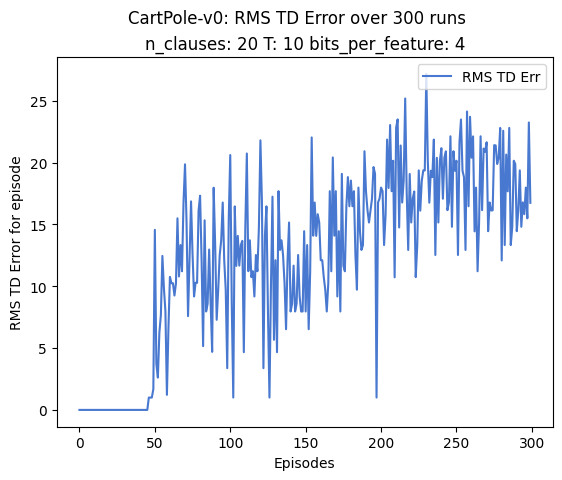 CartPole-v0: RMS TD Error over 300 runs
n_clauses: 20 T: 10 bits_per_feature: 4
RMS TD Err
RMS TD Error for episode
25
20
15
10
5
0
0 50 100 150 200 250 300
Episodes